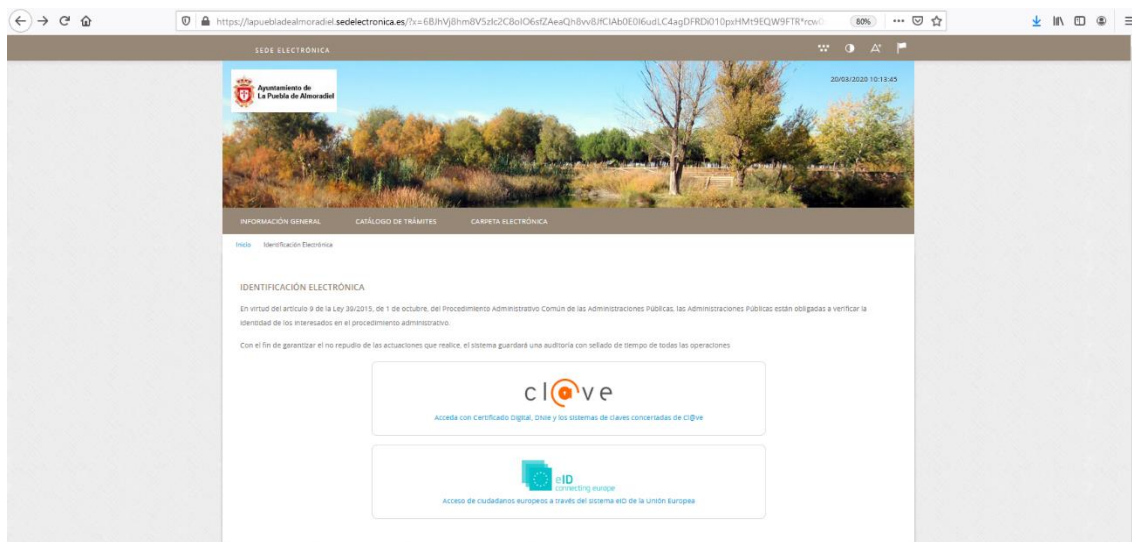 https://lapuebladealmoradiel.sedelectronica.es/?x=
80%
SEDE ELECTRÓNICA
Ayuntamiento de
La Puebla de Almoradiel
20/03/2020 10:13:45
INFORMACIÓN GENERAL CATÁLOGO DE TRÁMITES CARPETA ELECTRÓNICA
Inicio Identificación Electrónica
IDENTIFICACIÓN ELECTRÓNICA
En virtud del artículo 9 de la Ley 39/2015, de 1 de octubre, del Procedimiento Administrativo Común de las Administraciones Públicas, las Administraciones Públicas están obligadas a verificar la
identidad de los interesados en el procedimiento administrativo.
Con el fin de garantizar el no repudio de las actuaciones que realice, el sistema guardará una auditoría con sellado de tiempo de todas las operaciones
cl@ve
Acceda con Certificado Digital, DNIe y los sistemas de claves concertadas de Cl@ve
eID
connecting europe
Acceso de ciudadanos europeos a través del sistema eID de la Unión Europea